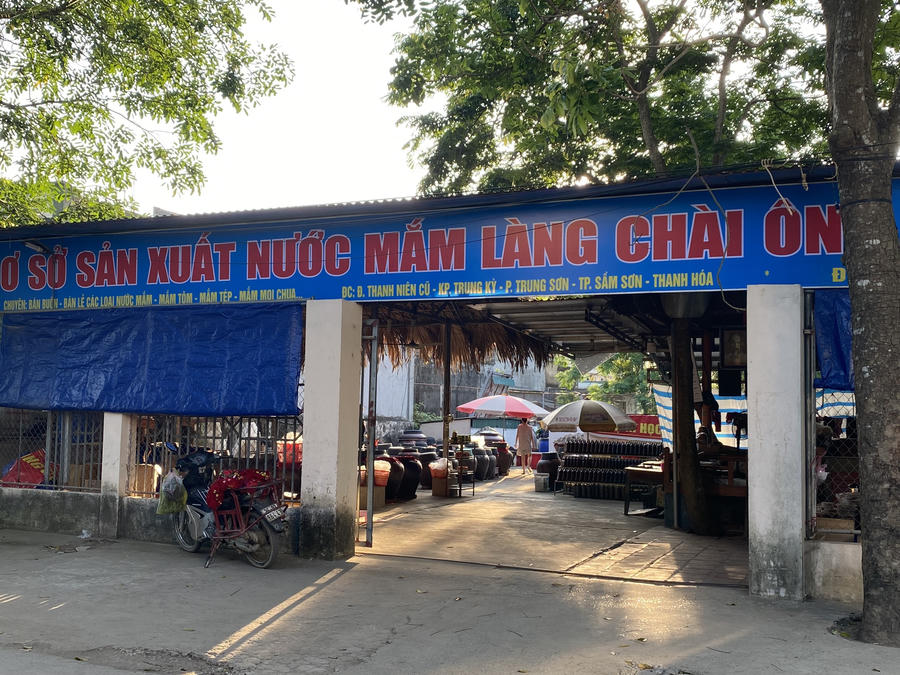 Ơ SỞ SẢN XUẤT NƯỚC MẮM LÀNG CHÀI ÔN
CHUYÊN: BÁN BUÔN - BÁN LẺ CÁC LOẠI NƯỚC MẮM - MẮM TÔM - MẮM TÉP - MẮM MOI CHUA
ĐC: Đ. THANH NIÊN CŨ - KP. TRUNG KỲ - P. TRUNG SƠN - TP. SẦM SƠN - THANH HÓA
Đ
HỌC